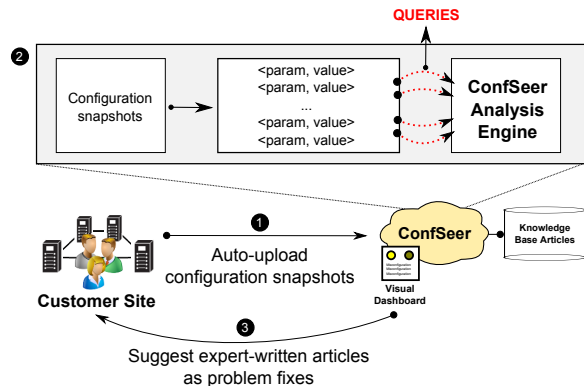 QUERIES
2
Configuration
snapshots
<param, value>
<param, value>
...
<param, value>
<param, value>
ConfSeer
Analysis
Engine
1
Auto-upload
configuration snapshots
Customer Site
ConfSeer
Visual
Dashboard
Knowledge
Base Articles
3
Suggest expert-written articles
as problem fixes